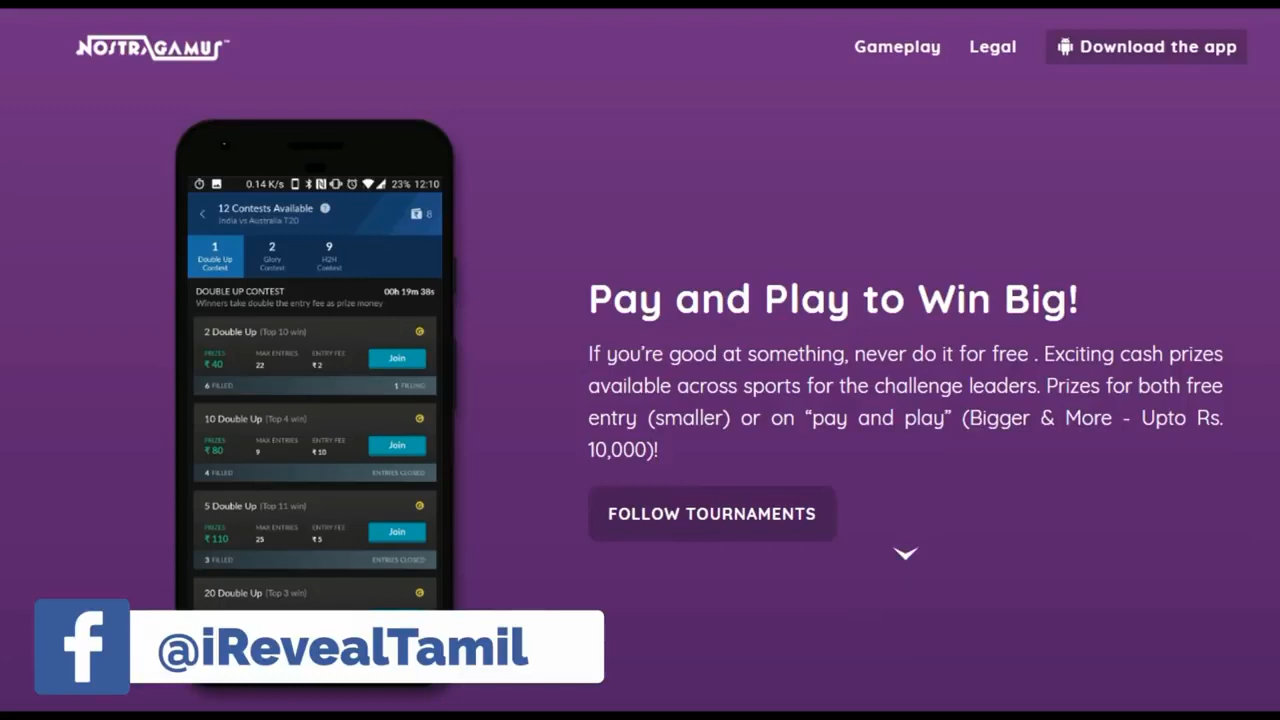 NOSTRAGAMUS™
Gameplay Legal Download the app
0.14 K/s 23% 12:10
12 Contests Available ?
India vs Australia T20
8
1 2 9
Double Up Contest
Glory Contest
H2H Contest
DOUBLE UP CONTEST 00h 19m 38s
Winners take double the entry fee as prize money
2 Double Up (Top 10 win) G
PRIZES MAX ENTRIES ENTRY FEE
₹ 40 22 ₹ 2 Join
6 FILLED 1 FILLING
10 Double Up (Top 4 win) G
PRIZES MAX ENTRIES ENTRY FEE
₹ 80 9 ₹ 10 Join
4 FILLED ENTRIES CLOSED
5 Double Up (Top 11 win) G
PRIZES MAX ENTRIES ENTRY FEE
₹ 110 25 ₹ 5 Join
3 FILLED ENTRIES CLOSED
20 Double Up (Top 3 win) G
Pay and Play to Win Big!
If you’re good at something, never do it for free . Exciting cash prizes
available across sports for the challenge leaders. Prizes for both free
entry (smaller) or on “pay and play” (Bigger & More - Upto Rs.
10,000)!
FOLLOW TOURNAMENTS
f @iRevealTamil